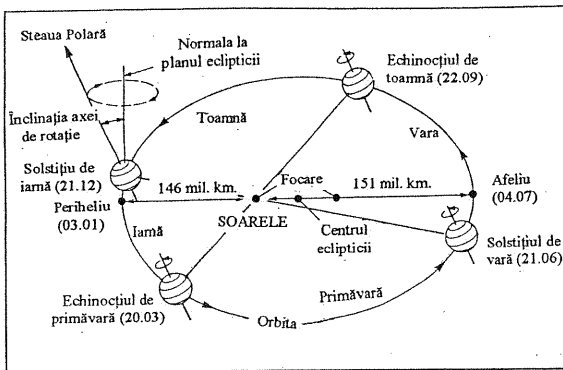 Steaua Polară
Normala la
planul eclipticii
Echinocțiul de
toamnă (22.09)
Înclinația axei
de rotație
Toamnă
Vara
Solstițiu de
iarnă (21.12)
146 mil. km.
Focare
151 mil. km.
Afeliu
(04.07)
Periheliu
(03.01)
SOARELE
Iarnă
Centrul
eclipticii
Solstițiul de
vară (21.06)
Echinocțiul de
primăvară (20.03)
Primăvară
Orbita